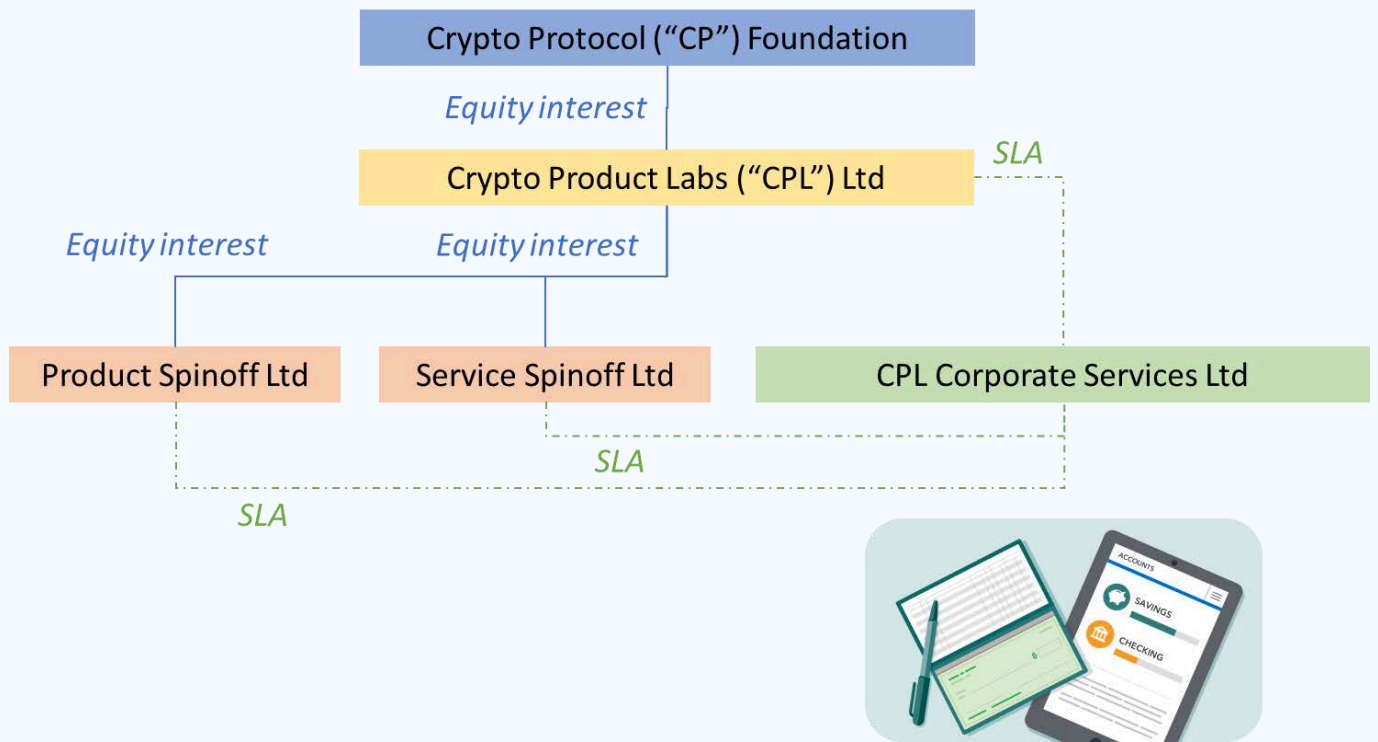 Crypto Protocol (“CP”) Foundation
Equity interest
Crypto Product Labs (“CPL”) Ltd
SLA
Equity interest
Equity interest
Product Spinoff Ltd
Service Spinoff Ltd
CPL Corporate Services Ltd
SLA
SLA
ACCOUNTS
SAVINGS
CHECKING